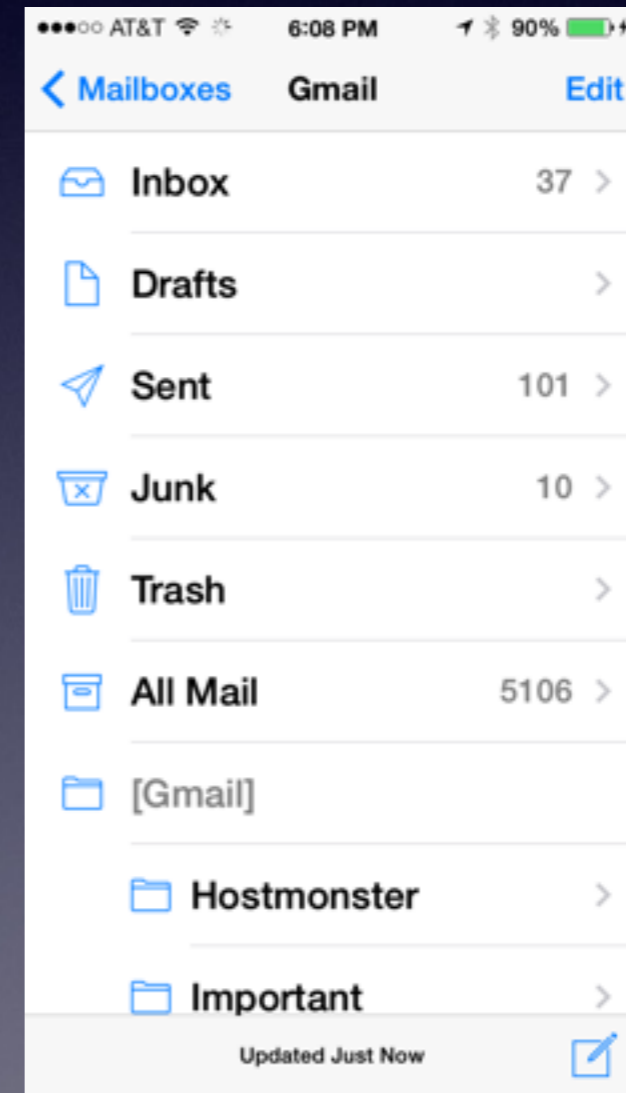 AT&T 6:08 PM 90%
Mailboxes Gmail Edit
Inbox 37
Drafts
Sent 101
Junk 10
Trash
All Mail 5106
[Gmail]
Hostmonster
Important
Updated Just Now